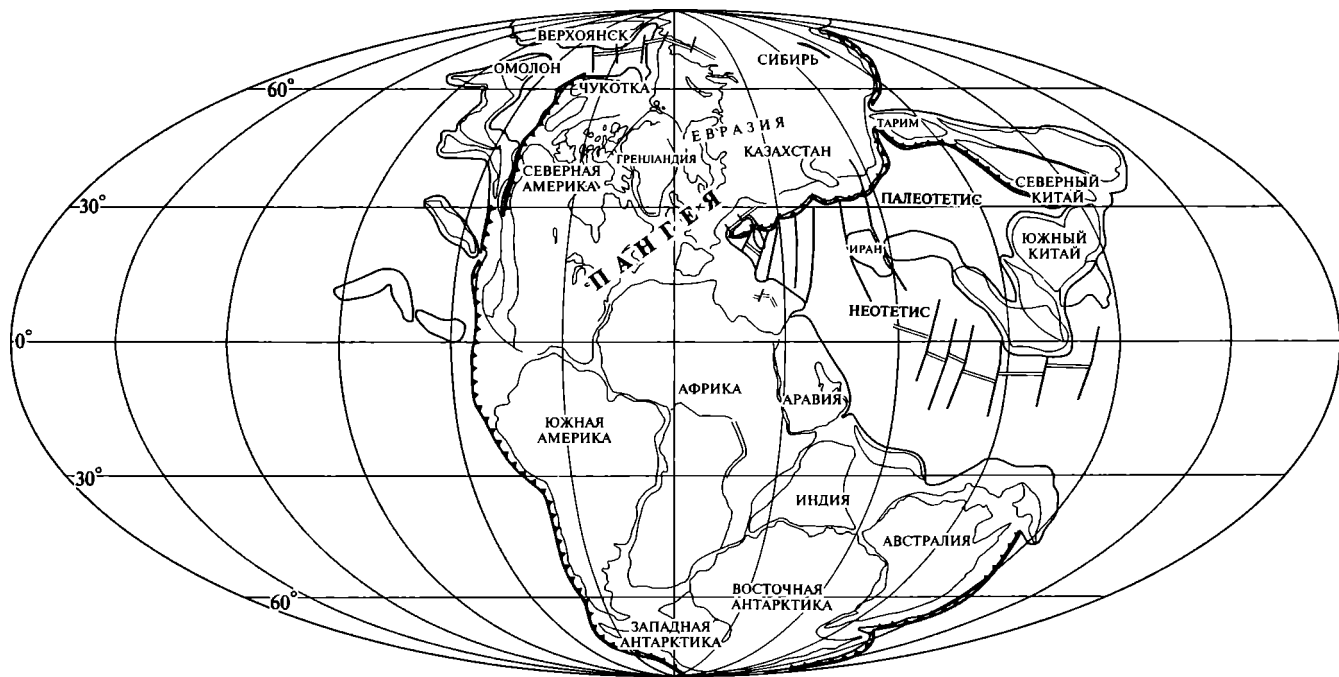 ВЕРХОЯНСК
ОМОЛОН
СИБИРЬ
60°
ЧУКОТКА
ТАРИМ
ЕВРАЗИЯ
КАЗАХСТАН
ГРЕНЛАНДИЯ
СЕВЕРНАЯ
АМЕРИКА
СЕВЕРНЫЙ
КИТАЙ
30°
ПАЛЕОТЕТИС
ПАНГЕЯ
ИРАН
ЮЖНЫЙ
КИТАЙ
НЕОТЕТИС
0°
АФРИКА
АРАВИЯ
ЮЖНАЯ
АМЕРИКА
30°
ИНДИЯ
АВСТРАЛИЯ
ВОСТОЧНАЯ
АНТАРКТИКА
60°
ЗАПАДНАЯ
АНТАРКТИКА